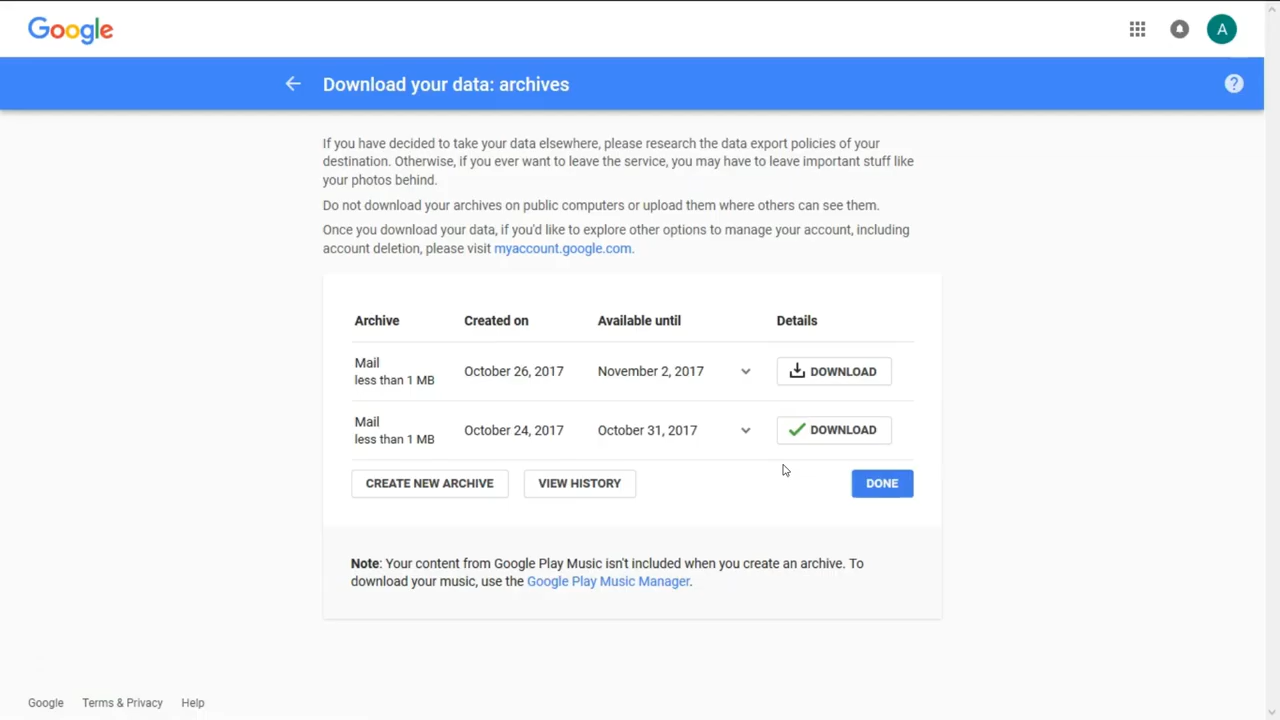 Google
A
Download your data: archives
?
If you have decided to take your data elsewhere, please research the data export policies of your
destination. Otherwise, if you ever want to leave the service, you may have to leave important stuff like
your photos behind.
Do not download your archives on public computers or upload them where others can see them.
Once you download your data, if you'd like to explore other options to manage your account, including
account deletion, please visit myaccount.google.com.
Archive Created on Available until Details
Mail
less than 1 MB October 26, 2017 November 2, 2017 DOWNLOAD
Mail
less than 1 MB October 24, 2017 October 31, 2017 DOWNLOAD
CREATE NEW ARCHIVE VIEW HISTORY DONE
Note: Your content from Google Play Music isn't included when you create an archive. To
download your music, use the Google Play Music Manager.
Google Terms & Privacy Help